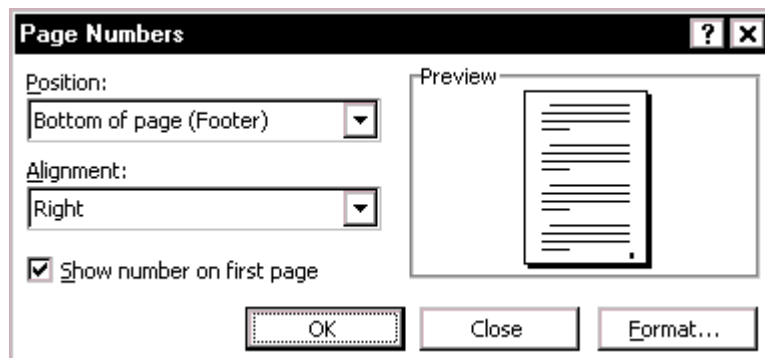 Page Numbers
Position:
Bottom of page (Footer)
Alignment:
Right
Show number on first page
Preview
OK
Close
Format...